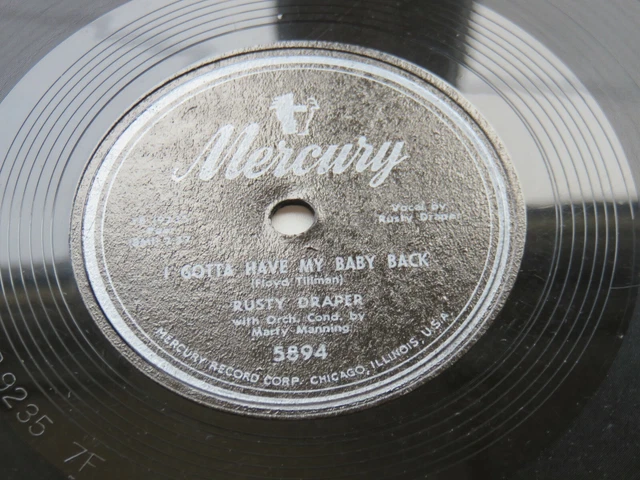 Mercury
Vocal By
Rusty Draper
I GOTTA HAVE MY BABY BACK
(Floyd Tillman)
RUSTY DRAPER
with Orch. Cond. by
Marty Manning
5894
MERCURY RECORD CORP. CHICAGO, ILLINOIS, U.S.A.
9235 7F